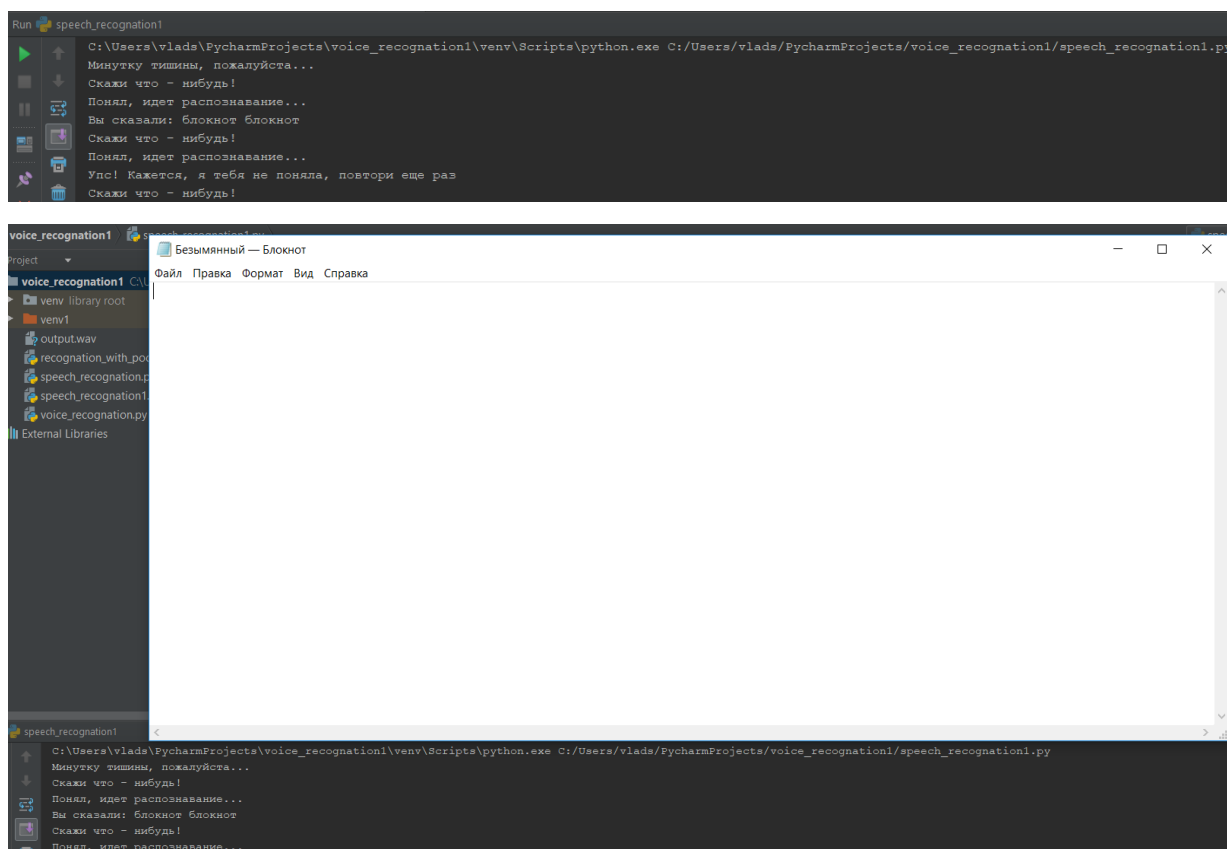 Run speech_recognation1
C:\Users\vlads\PycharmProjects\voice_recognation1\venv\Scripts\python.exe C:/Users/vlads/PycharmProjects/voice_recognation1/speech_recognation1.py
Минутку тишины, пожалуйста...
Скажи что - нибудь!
Понял, идет распознавание...
Вы сказали: блокнот блокнот
Скажи что - нибудь!
Понял, идет распознавание...
Упс! Кажется, я тебя не поняла, повтори еще раз
Скажи что - нибудь!
voice_recognation1
Безымянный — Блокнот
Project
Файл Правка Формат Вид Справка
voice_recognation1 C:\
venv library root
venv1
output.wav
recognation_with_poc
speech_recognation.p
speech_recognation1.
voice_recognation.py
External Libraries
speech_recognation1
C:\Users\vlads\PycharmProjects\voice_recognation1\venv\Scripts\python.exe C:/Users/vlads/PycharmProjects/voice_recognation1/speech_recognation1.py
Минутку тишины, пожалуйста...
Скажи что - нибудь!
Понял, идет распознавание...
Вы сказали: блокнот блокнот
Скажи что - нибудь!
Понял, идет распознавание...